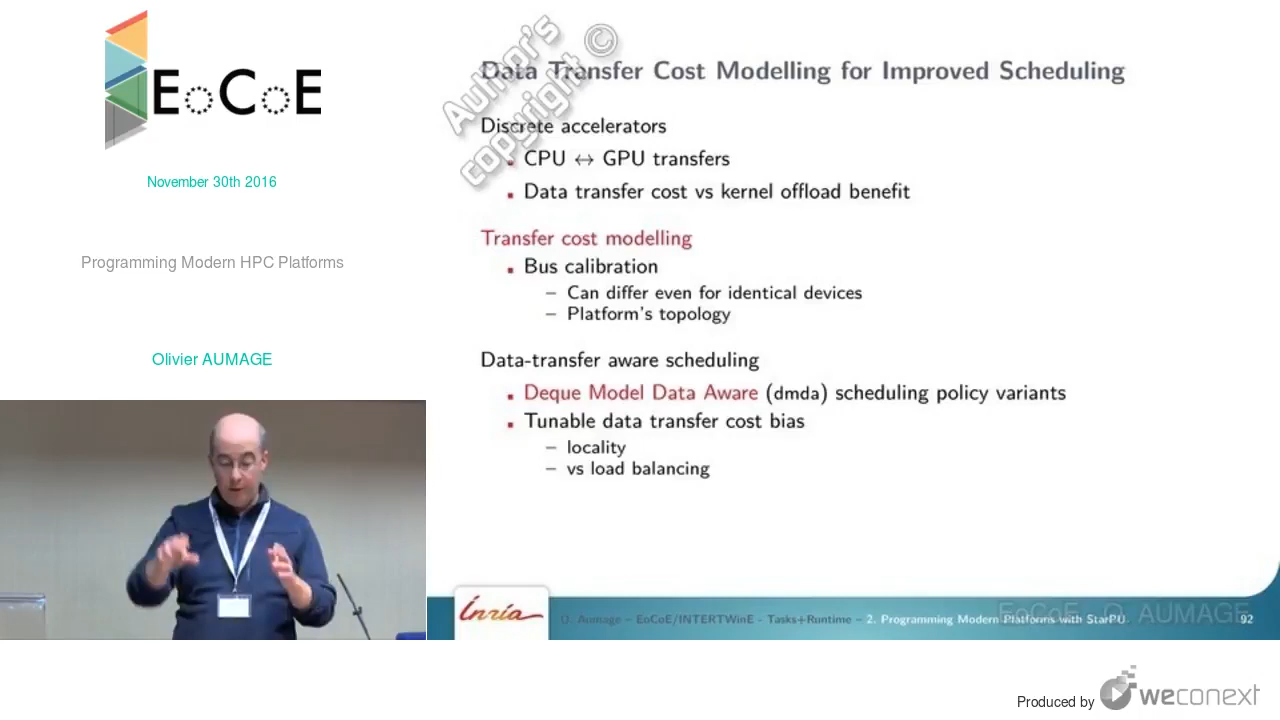 EoCoE
November 30th 2016
Programming Modern HPC Platforms
Olivier AUMAGE
Author's
copyright ©
Data Transfer Cost Modelling for Improved Scheduling
Discrete accelerators
CPU ↔ GPU transfers
Data transfer cost vs kernel offload benefit
Transfer cost modelling
Bus calibration
– Can differ even for identical devices
– Platform's topology
Data-transfer aware scheduling
Deque Model Data Aware (dmda) scheduling policy variants
Tunable data transfer cost bias
– locality
– vs load balancing
Inria
O. Aumage – EoCoE/INTERTWinE - Tasks+Runtime – 2. Programming Modern Platforms with StarPU
EoCoE - O. AUMAGE
92
Produced by weconext